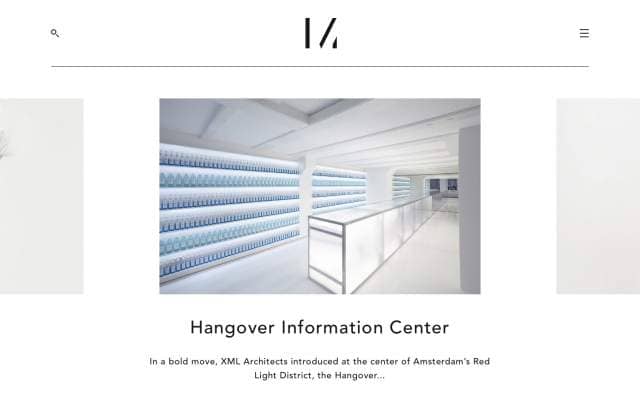 Hangover Information Center
In a bold move, XML Architects introduced at the center of Amsterdam's Red
Light District, the Hangover...